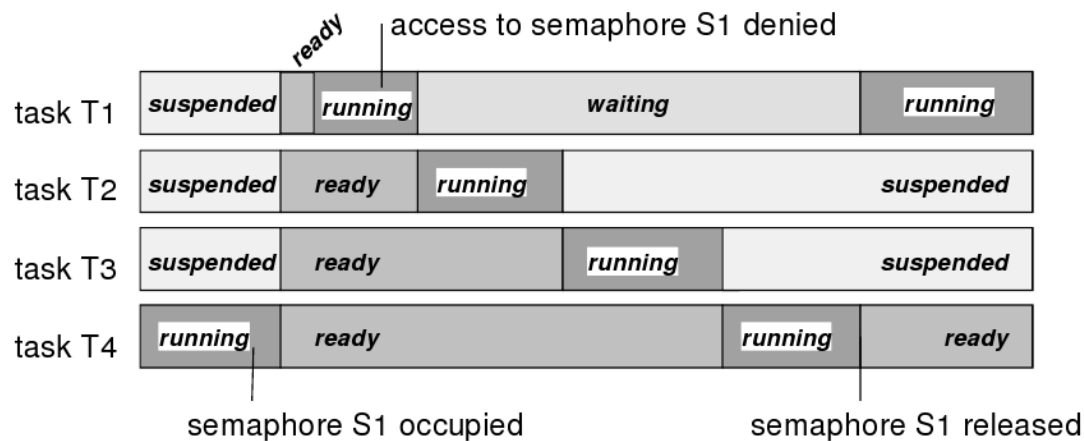 ready
access to semaphore S1 denied
task T1 suspended running waiting running
task T2 suspended ready running suspended
task T3 suspended ready running suspended
task T4 running ready running ready
semaphore S1 occupied
semaphore S1 released